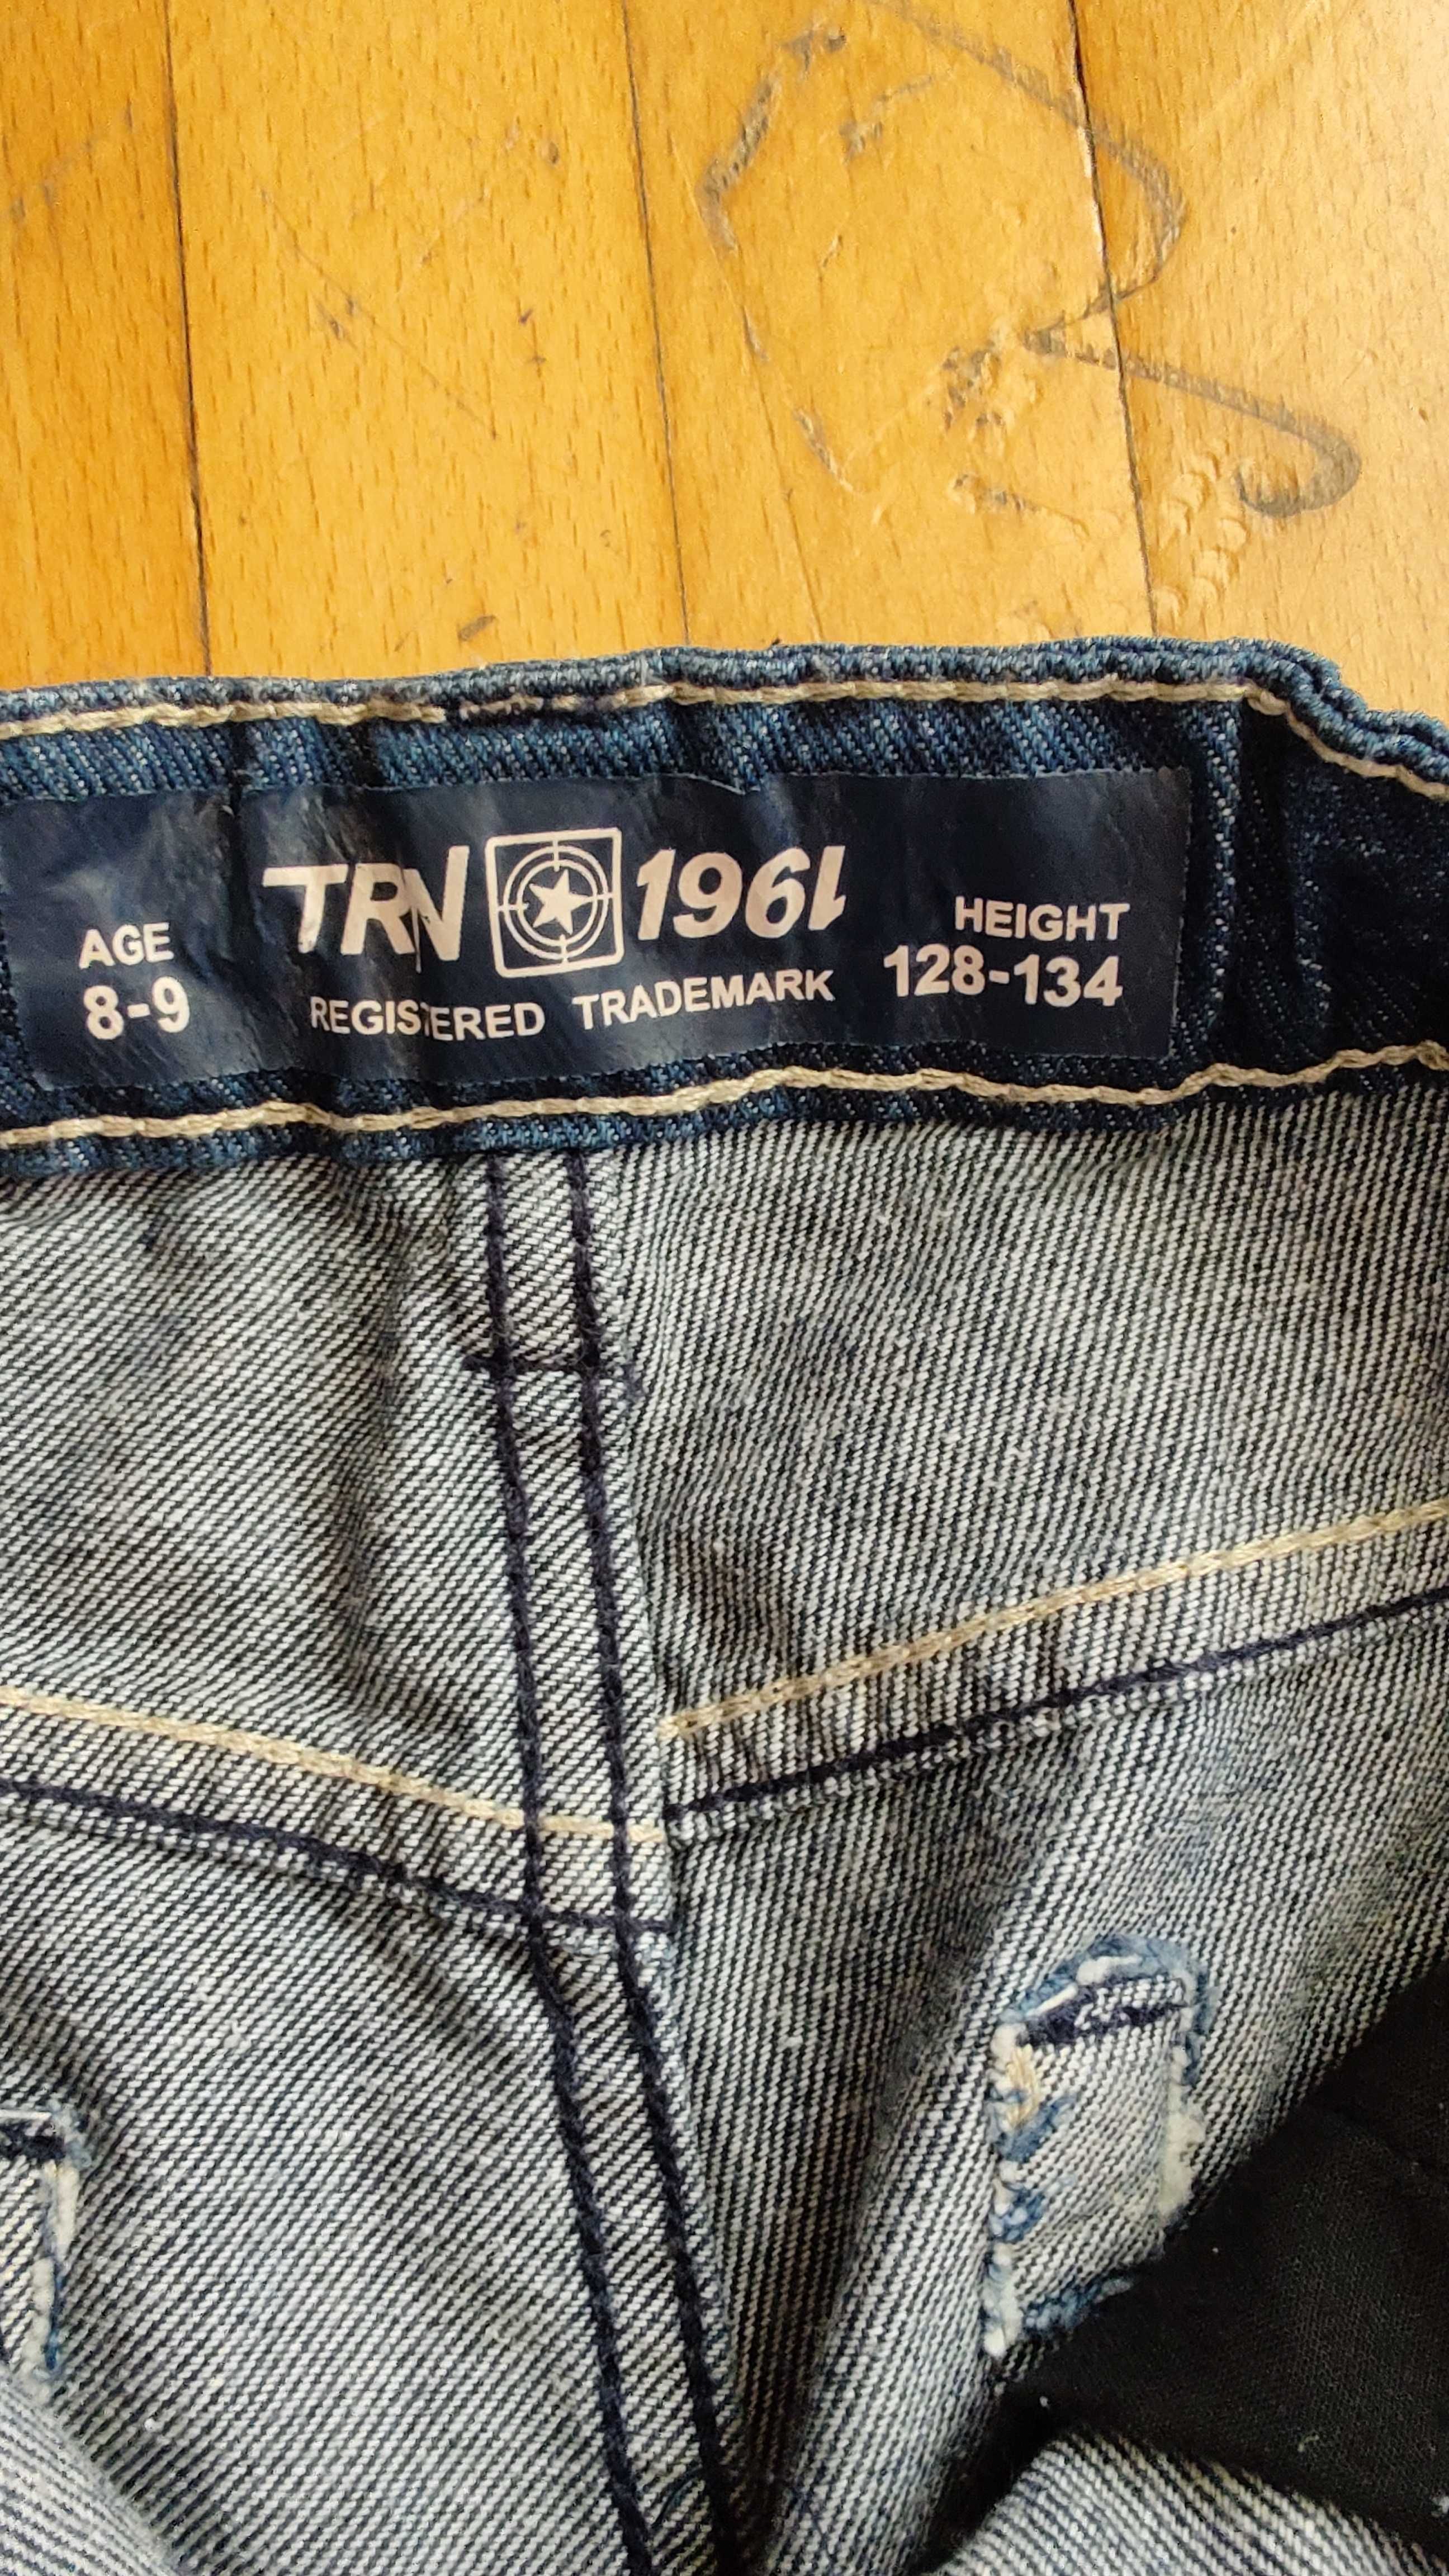 TRN 1961
AGE
8-9
REGISTERED TRADEMARK
HEIGHT
128-134